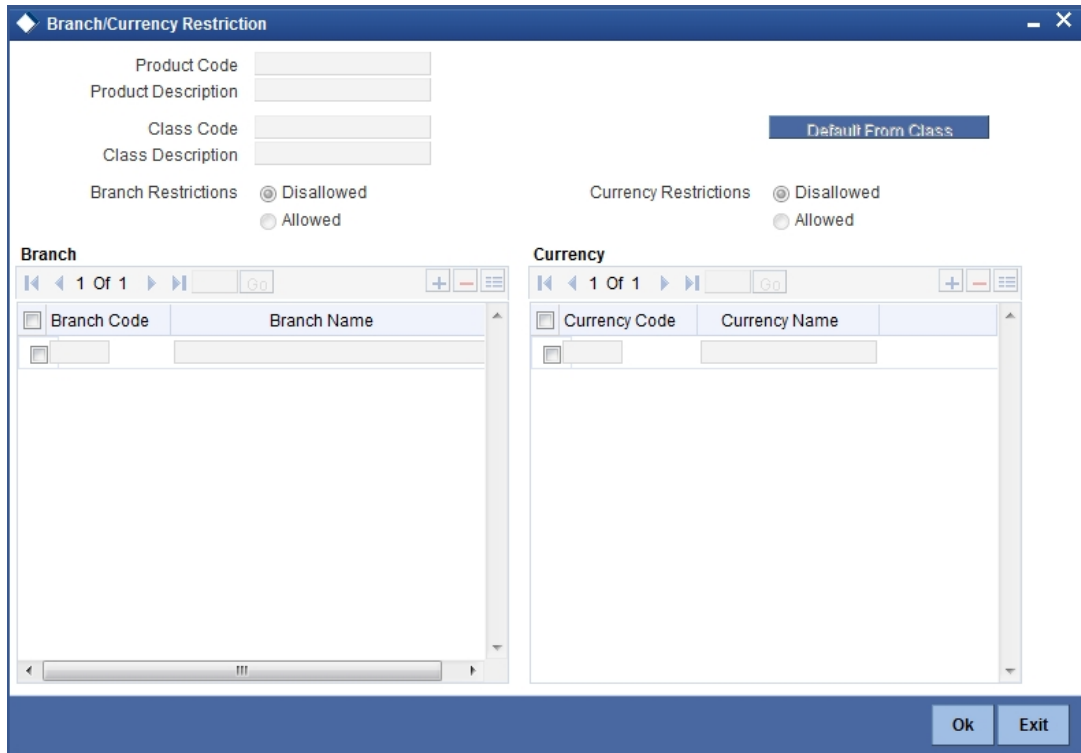 Branch/Currency Restriction
Product Code
Product Description
Class Code
Default From Class
Class Description
Branch Restrictions
Disallowed
Allowed
Currency Restrictions
Disallowed
Allowed
Branch
1 Of 1
Go
Branch Code
Branch Name
Currency
1 Of 1
Go
Currency Code
Currency Name
Ok
Exit